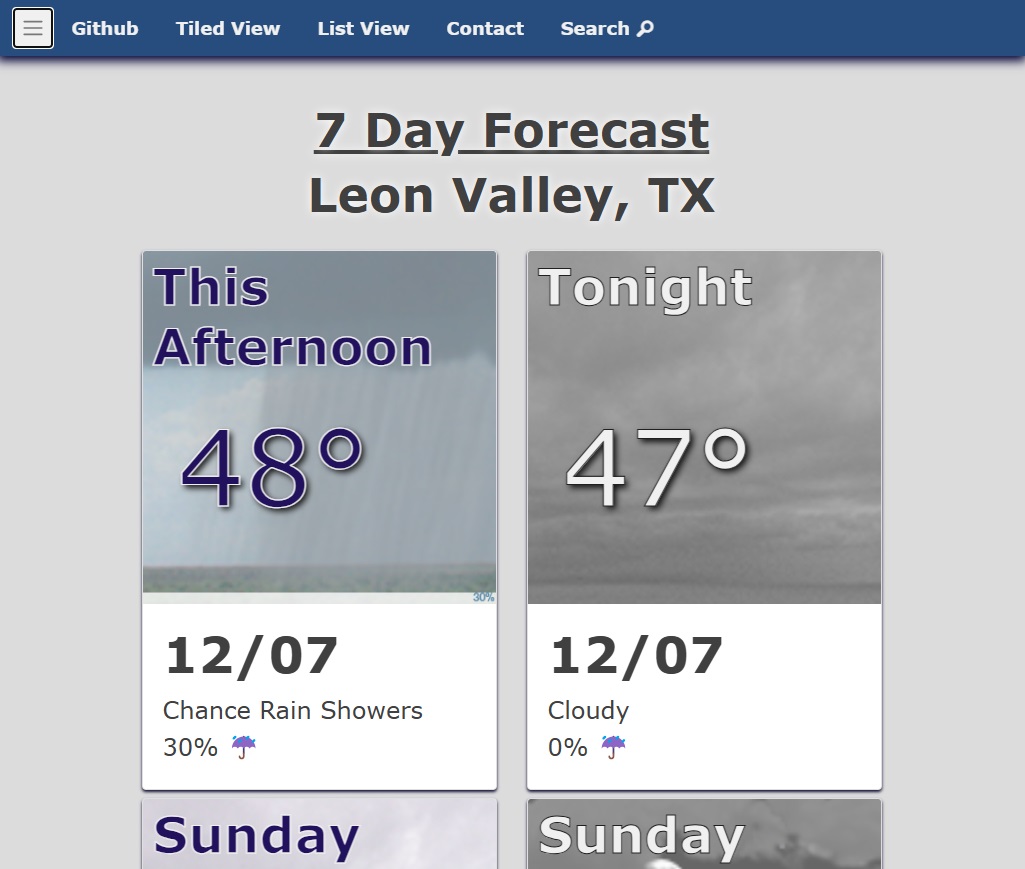 Github Tiled View List View Contact Search
7 Day Forecast
Leon Valley, TX
This
Afternoon
48°
30%
12/07
Chance Rain Showers
30%
Tonight
47°
12/07
Cloudy
0%
Sunday
Sunday